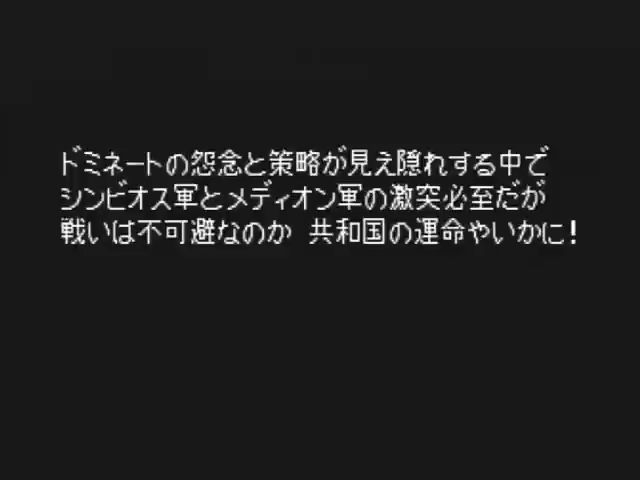 ドミネートの怨念と策略が見え隠れする中で
シンビオス軍とメディオン軍の激突必至だが
戦いは不可避なのか 共和国の運命やいかに!